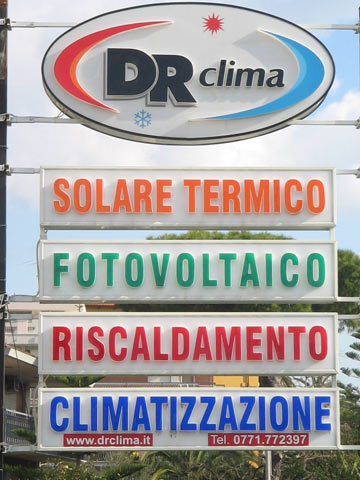 DR clima
SOLARE TERMICO
FOTOVOLTAICO
RISCALDAMENTO
CLIMATIZZAZIONE
www.drclima.it Tel. 0771.772397